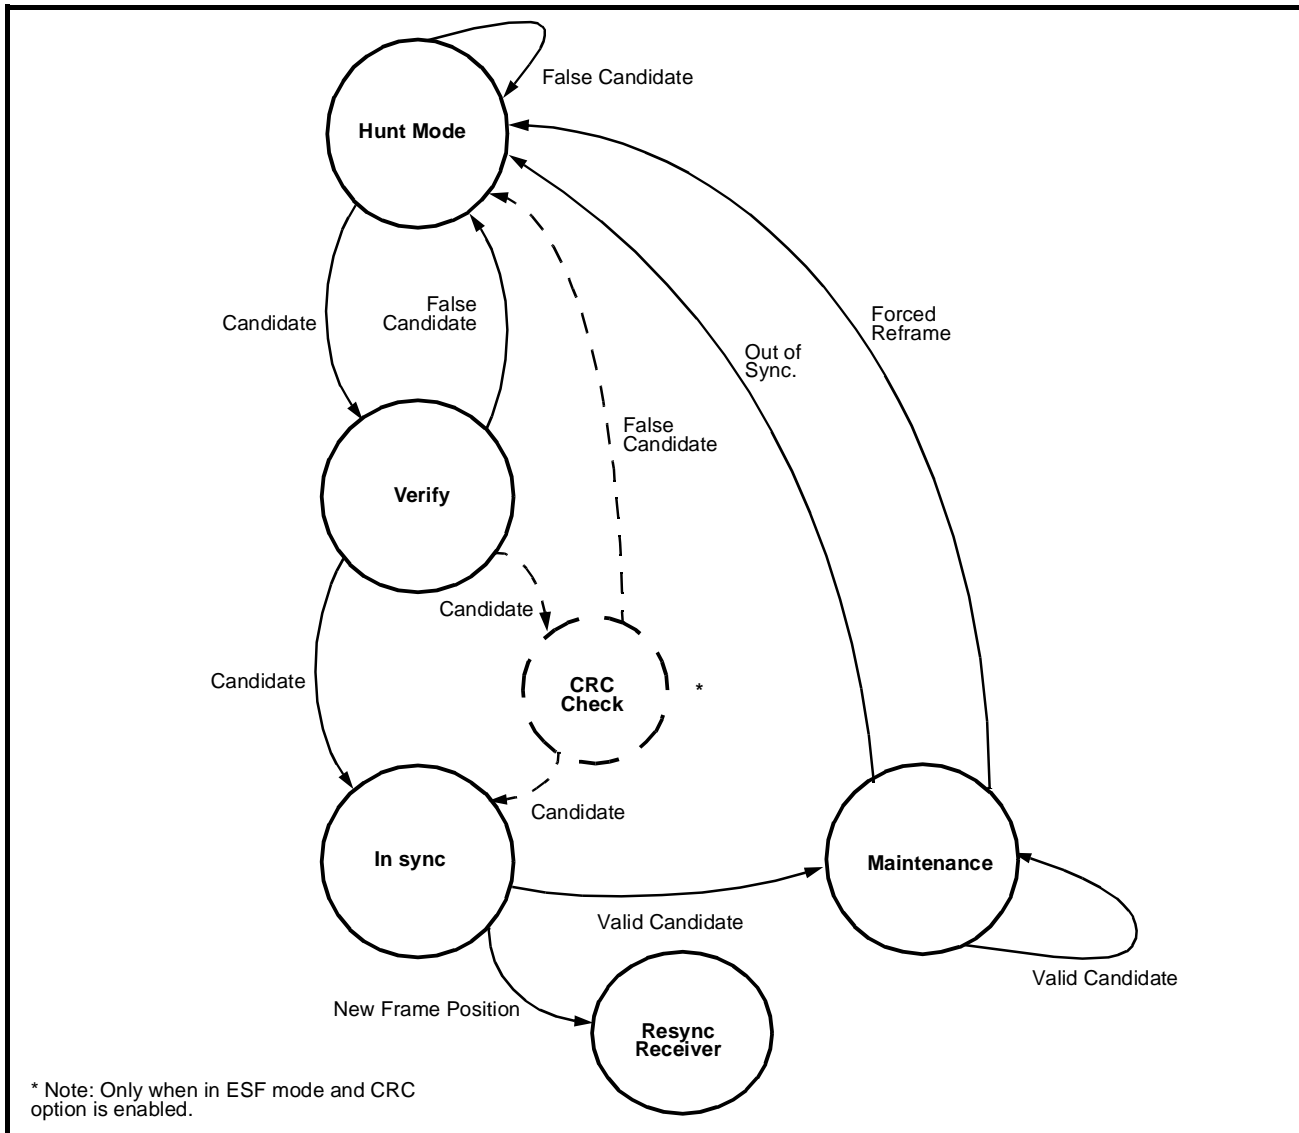 False Candidate
Hunt Mode
Candidate
False
Candidate
Forced
Reframe
Out of
Sync.
False
Candidate
Verify
Candidate
Candidate
CRC
Check
*
Candidate
In sync
Maintenance
Valid Candidate
Valid Candidate
New Frame Position
Resync
Receiver
* Note: Only when in ESF mode and CRC
option is enabled.